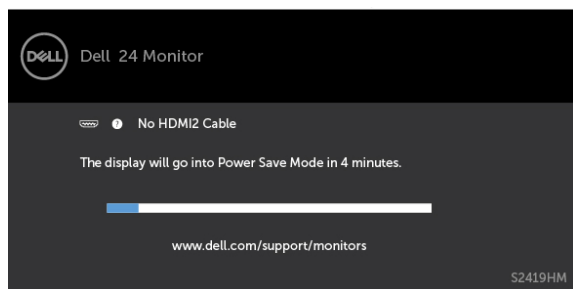 DELL
Dell 24 Monitor
? No HDMI2 Cable
The display will go into Power Save Mode in 4 minutes.
www.dell.com/support/monitors
S2419HM